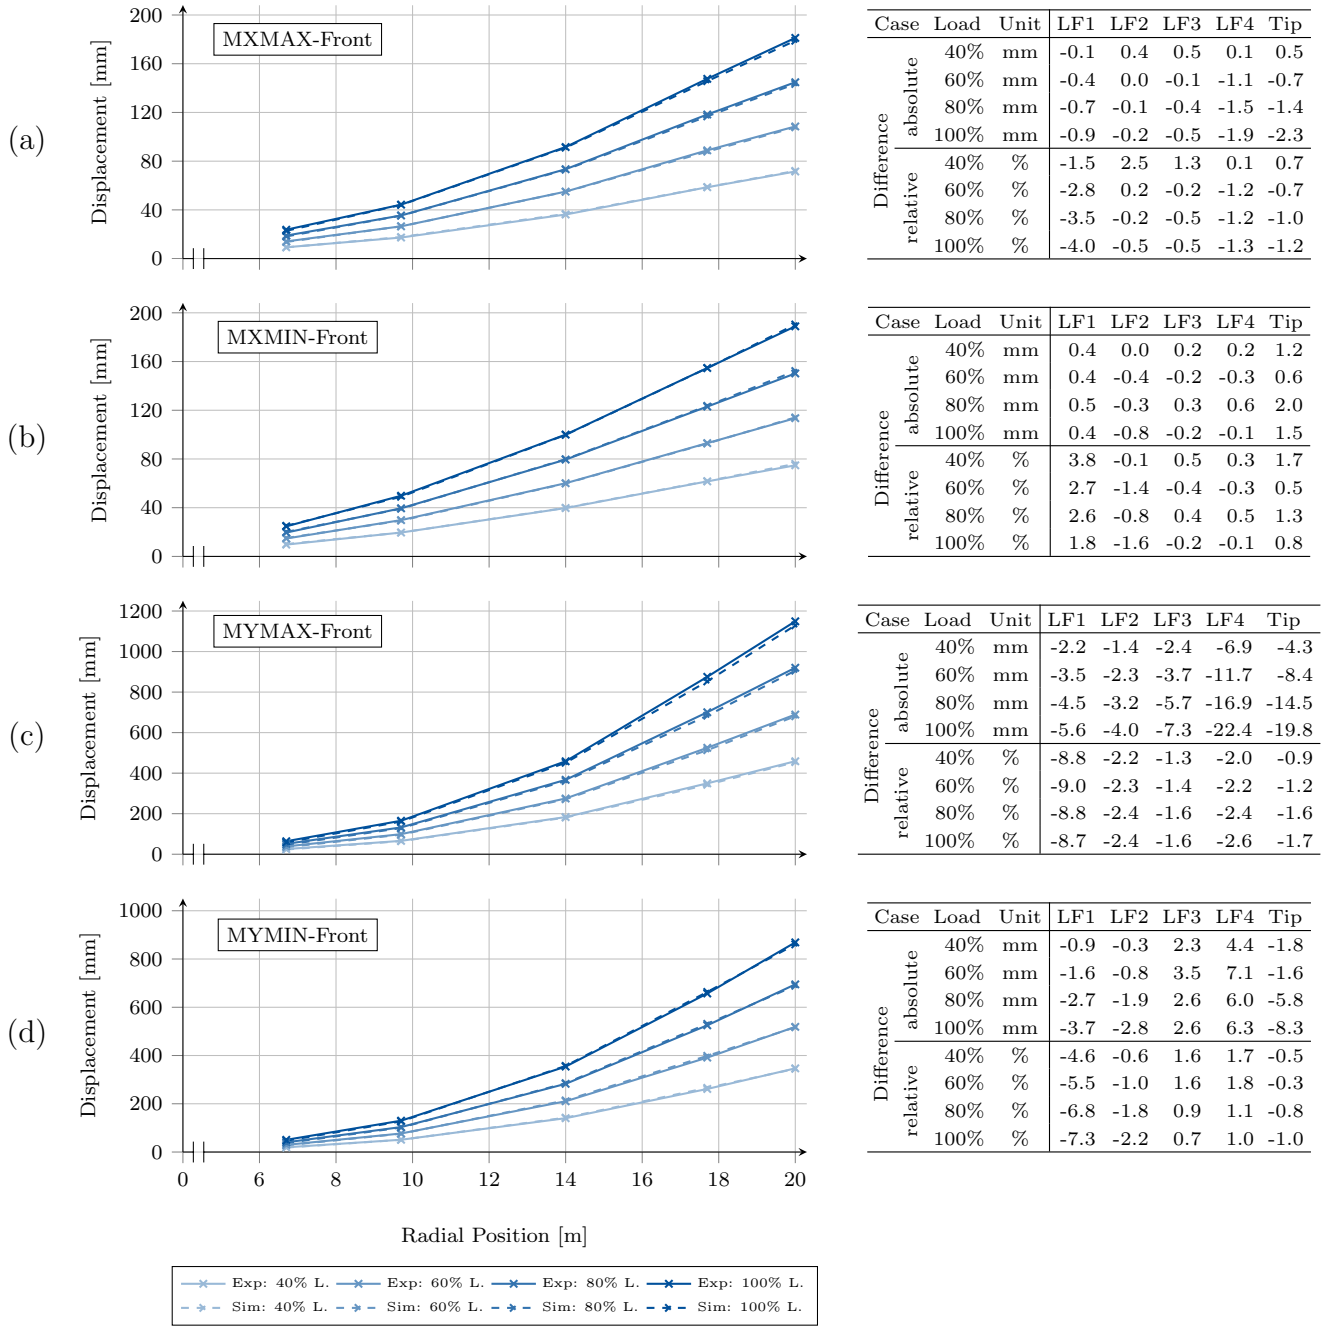 (a)
MXMAX-Front
Displacement [mm]
200
160
120
80
40
0
Case Load Unit LF1 LF2 LF3 LF4 Tip
Difference
absolute
40% mm -0.1 0.4 0.5 0.1 0.5
60% mm -0.4 0.0 -0.1 -1.1 -0.7
80% mm -0.7 -0.1 -0.4 -1.5 -1.4
100% mm -0.9 -0.2 -0.5 -1.9 -2.3
relative
40% % -1.5 2.5 1.3 0.1 0.7
60% % -2.8 0.2 -0.2 -1.2 -0.7
80% % -3.5 -0.2 -0.5 -1.2 -1.0
100% % -4.0 -0.5 -0.5 -1.3 -1.2
(b)
MXMIN-Front
Displacement [mm]
200
160
120
80
40
0
Case Load Unit LF1 LF2 LF3 LF4 Tip
Difference
absolute
40% mm 0.4 0.0 0.2 0.2 1.2
60% mm 0.4 -0.4 -0.2 -0.3 0.6
80% mm 0.5 -0.3 0.3 0.6 2.0
100% mm 0.4 -0.8 -0.2 -0.1 1.5
relative
40% % 3.8 -0.1 0.5 0.3 1.7
60% % 2.7 -1.4 -0.4 -0.3 0.5
80% % 2.6 -0.8 0.4 0.5 1.3
100% % 1.8 -1.6 -0.2 -0.1 0.8
(c)
MYMAX-Front
Displacement [mm]
1200
1000
800
600
400
200
0
Case Load Unit LF1 LF2 LF3 LF4 Tip
Difference
absolute
40% mm -2.2 -1.4 -2.4 -6.9 -4.3
60% mm -3.5 -2.3 -3.7 -11.7 -8.4
80% mm -4.5 -3.2 -5.7 -16.9 -14.5
100% mm -5.6 -4.0 -7.3 -22.4 -19.8
relative
40% % -8.8 -2.2 -1.3 -2.0 -0.9
60% % -9.0 -2.3 -1.4 -2.2 -1.2
80% % -8.8 -2.4 -1.6 -2.4 -1.6
100% % -8.7 -2.4 -1.6 -2.6 -1.7
(d)
MYMIN-Front
Displacement [mm]
1000
800
600
400
200
0
0 6 8 10 12 14 16 18 20
Radial Position [m]
Case Load Unit LF1 LF2 LF3 LF4 Tip
Difference
absolute
40% mm -0.9 -0.3 2.3 4.4 -1.8
60% mm -1.6 -0.8 3.5 7.1 -1.6
80% mm -2.7 -1.9 2.6 6.0 -5.8
100% mm -3.7 -2.8 2.6 6.3 -8.3
relative
40% % -4.6 -0.6 1.6 1.7 -0.5
60% % -5.5 -1.0 1.6 1.8 -0.3
80% % -6.8 -1.8 0.9 1.1 -0.8
100% % -7.3 -2.2 0.7 1.0 -1.0
Exp: 40% L. Exp: 60% L. Exp: 80% L. Exp: 100% L.
Sim: 40% L. Sim: 60% L. Sim: 80% L. Sim: 100% L.